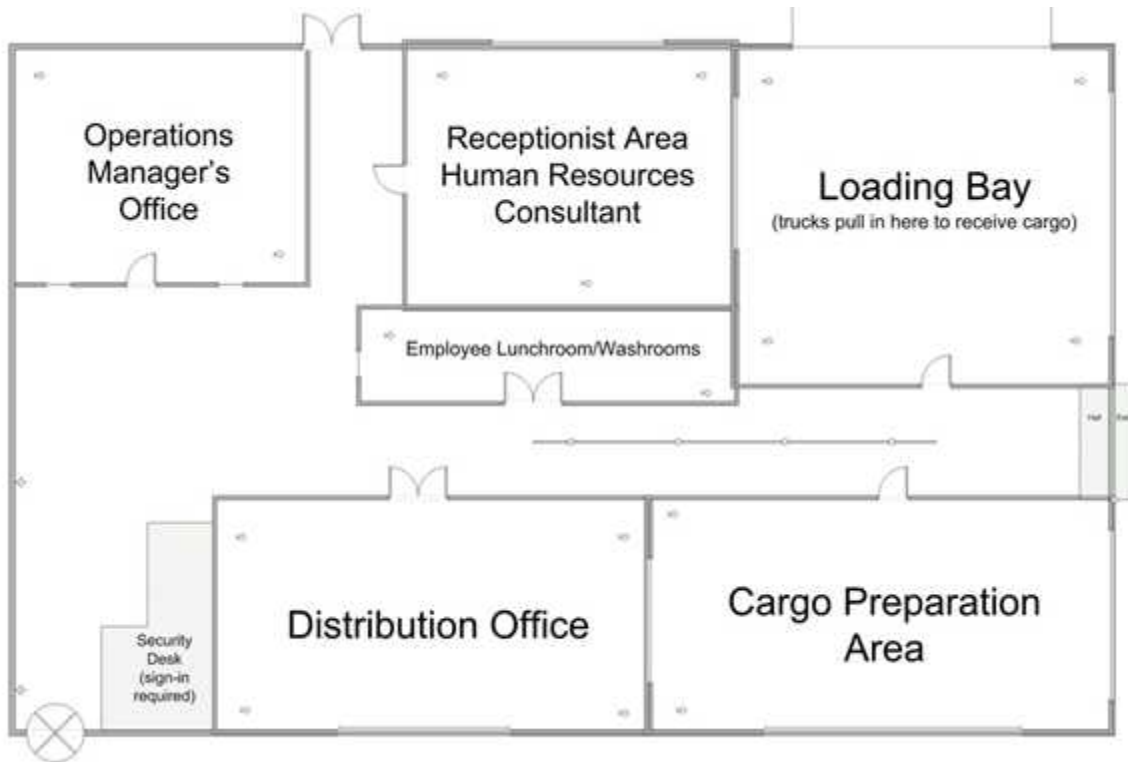 Operations
Manager's
Office
Receptionist Area
Human Resources
Consultant
Loading Bay
(trucks pull in here to receive cargo)
Employee Lunchroom/Washrooms
Distribution Office
Cargo Preparation
Area
Security
Desk
(sign-in
required)